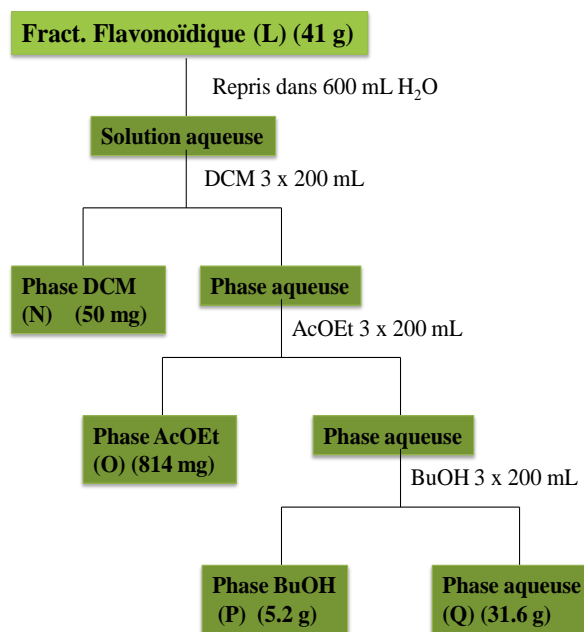 Fract. Flavonoïdique (L) (41 g)
Repris dans 600 mL H₂O
Solution aqueuse
DCM 3 x 200 mL
Phase DCM
(N) (50 mg)
Phase aqueuse
AcOEt 3 x 200 mL
Phase AcOEt
(O) (814 mg)
Phase aqueuse
BuOH 3 x 200 mL
Phase BuOH
(P) (5.2 g)
Phase aqueuse
(Q) (31.6 g)